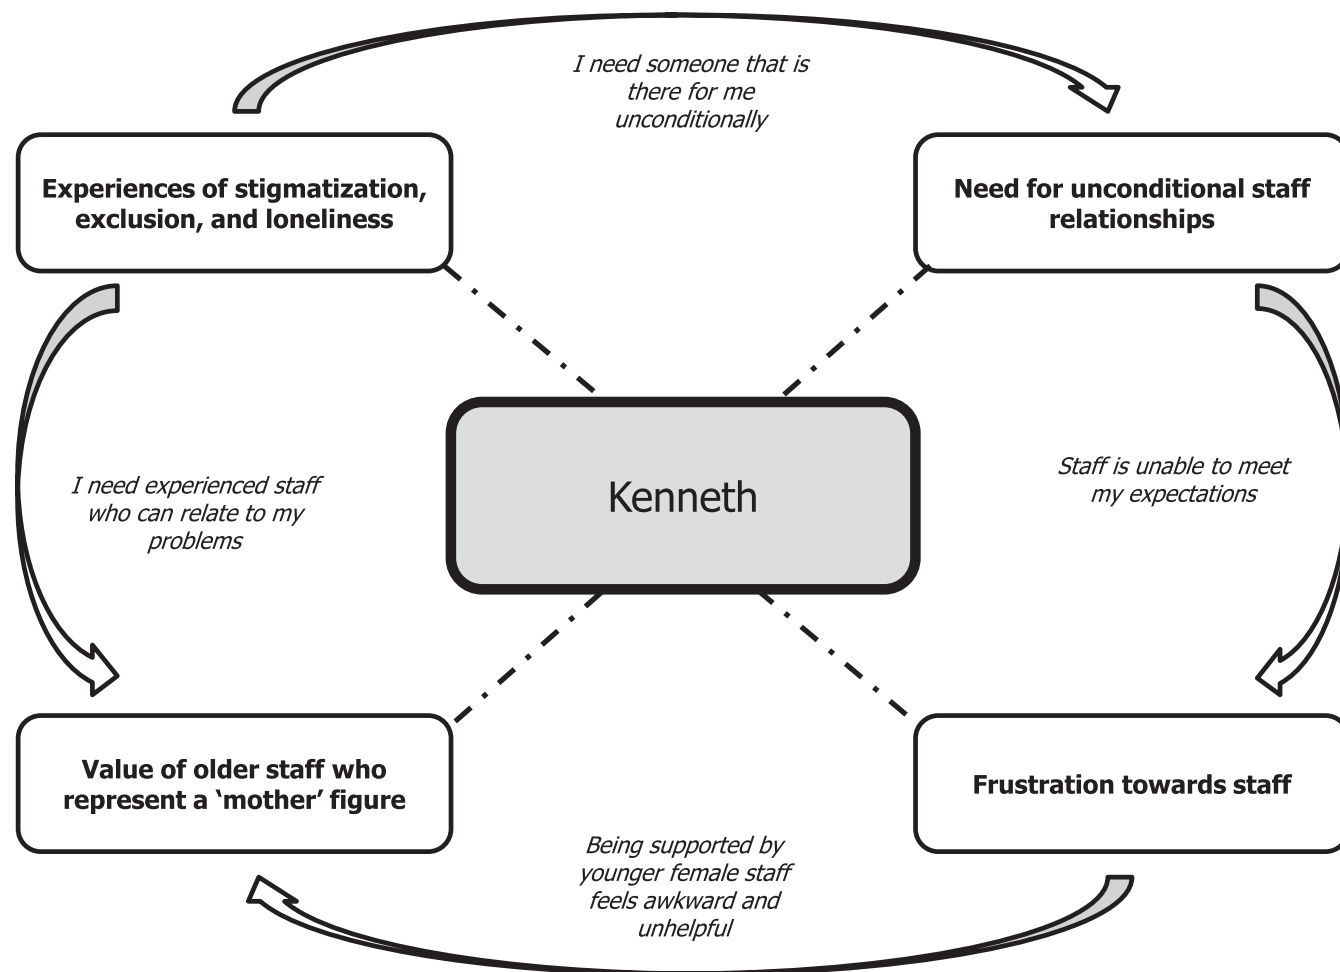 I need someone that is
there for me
unconditionally
Experiences of stigmatization,
exclusion, and loneliness
Need for unconditional staff
relationships
I need experienced staff
who can relate to my
problems
Kenneth
Staff is unable to meet
my expectations
Value of older staff who
represent a ‘mother’ figure
Frustration towards staff
Being supported by
younger female staff
feels awkward and
unhelpful